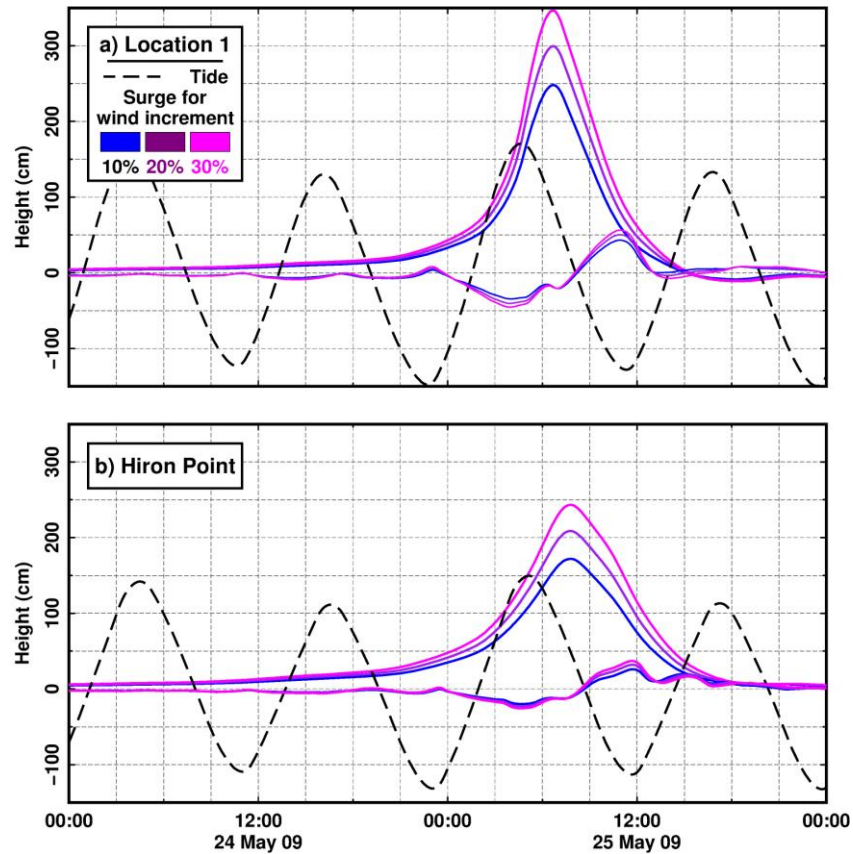 a) Location 1
Tide
Surge for
wind increment
10% 20% 30%
300
200
100
0
−100
Height (cm)
b) Hiron Point
300
200
100
0
−100
Height (cm)
00:00 12:00 00:00 12:00 00:00
24 May 09 25 May 09